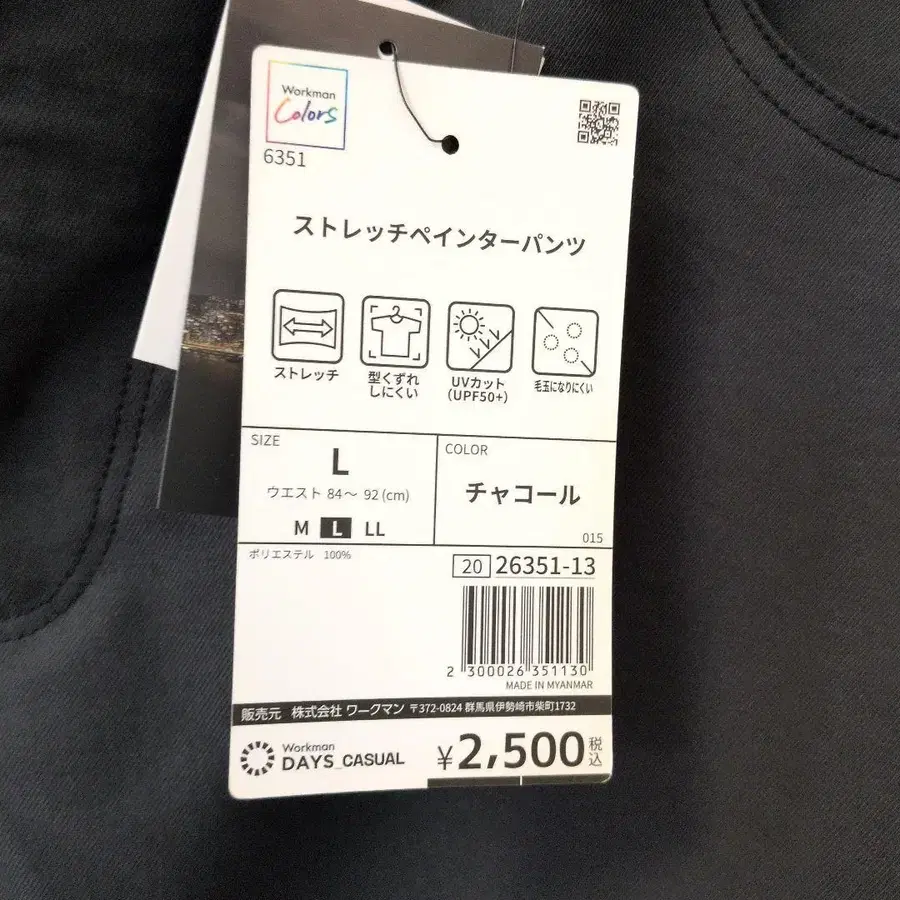 Workman
Colors
6351
ストレッチペインターパンツ
ストレッチ
型くずれ
しにくい
UVカット
(UPF50+)
毛玉になりにくい
SIZE
L
ウエスト 84～ 92 (cm)
M L LL
COLOR
チャコール
015
ポリエステル 100%
20 26351-13
2 300026 351130
MADE IN MYANMAR
販売元 株式会社 ワークマン 〒372-0824 群馬県伊勢崎市柴町1732
Workman
DAYS_CASUAL
¥2,500税込